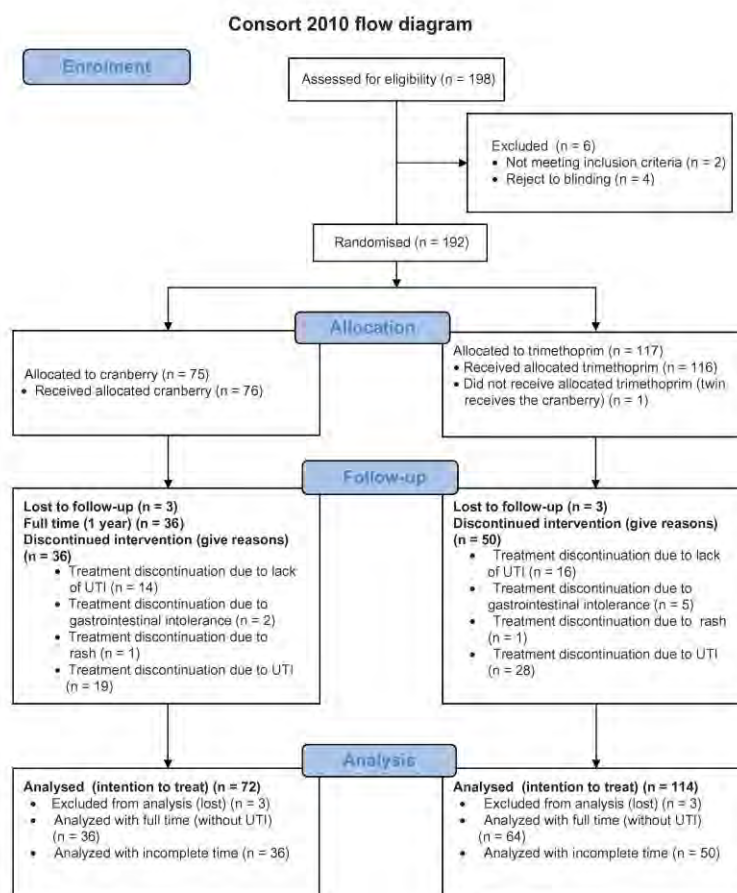 Consort 2010 flow diagram
Enrolment
Assessed for eligibility (n = 198)
Excluded (n = 6)
• Not meeting inclusion criteria (n = 2)
• Reject to blinding (n = 4)
Randomised (n = 192)
Allocation
Allocated to cranberry (n = 75)
• Received allocated cranberry (n = 76)
Allocated to trimethoprim (n = 117)
• Received allocated trimethoprim (n = 116)
• Did not receive allocated trimethoprim (twin
receives the cranberry) (n = 1)
Follow-up
Lost to follow-up (n = 3)
Full time (1 year) (n = 36)
Discontinued intervention (give reasons)
(n = 36)
• Treatment discontinuation due to lack
of UTI (n = 14)
• Treatment discontinuation due to
gastrointestinal intolerance (n = 2)
• Treatment discontinuation due to
rash (n = 1)
• Treatment discontinuation due to UTI
(n = 19)
Lost to follow-up (n = 3)
Discontinued intervention (give reasons)
(n = 50)
• Treatment discontinuation due to lack
of UTI (n = 16)
• Treatment discontinuation due to
gastrointestinal intolerance (n = 5)
• Treatment discontinuation due to rash
(n = 1)
• Treatment discontinuation due to UTI
(n = 28)
Analysis
Analysed (intention to treat) (n = 72)
• Excluded from analysis (lost) (n = 3)
• Analyzed with full time (without UTI)
(n = 36)
• Analyzed with incomplete time (n = 36)
Analysed (intention to treat) (n = 114)
• Excluded from analysis (lost) (n = 3)
• Analyzed with full time (without UTI)
(n = 64)
• Analyzed with incomplete time (n = 50)